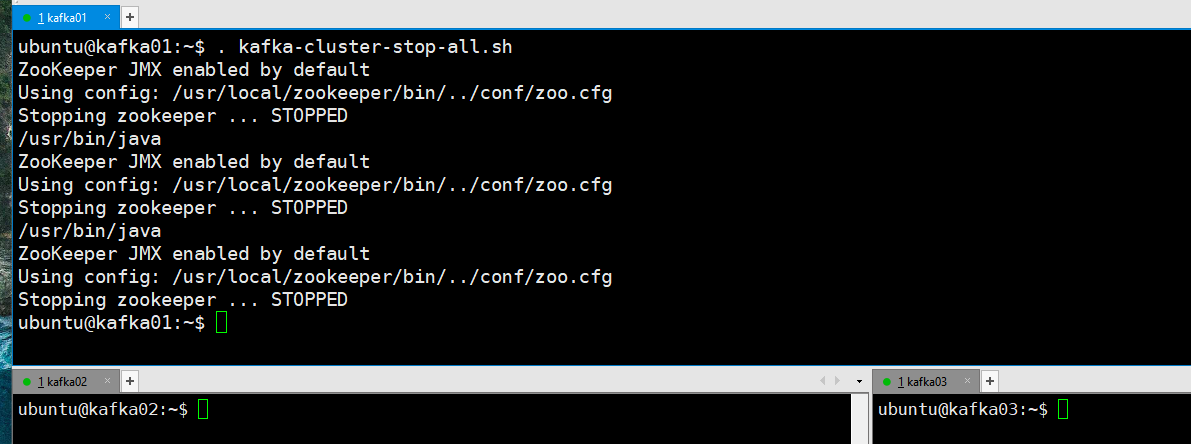 1 kafka01 × +
ubuntu@kafka01:~$ . kafka-cluster-stop-all.sh
ZooKeeper JMX enabled by default
Using config: /usr/local/zookeeper/bin/../conf/zoo.cfg
Stopping zookeeper ... STOPPED
/usr/bin/java
ZooKeeper JMX enabled by default
Using config: /usr/local/zookeeper/bin/../conf/zoo.cfg
Stopping zookeeper ... STOPPED
/usr/bin/java
ZooKeeper JMX enabled by default
Using config: /usr/local/zookeeper/bin/../conf/zoo.cfg
Stopping zookeeper ... STOPPED
ubuntu@kafka01:~$
1 kafka02 × +
ubuntu@kafka02:~$
1 kafka03 × +
ubuntu@kafka03:~$